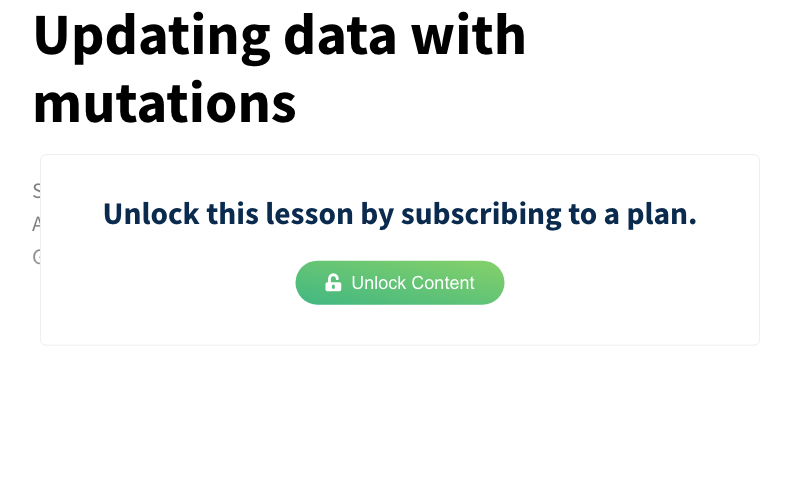 Updating data with
mutations
Unlock this lesson by subscribing to a plan.
Unlock Content